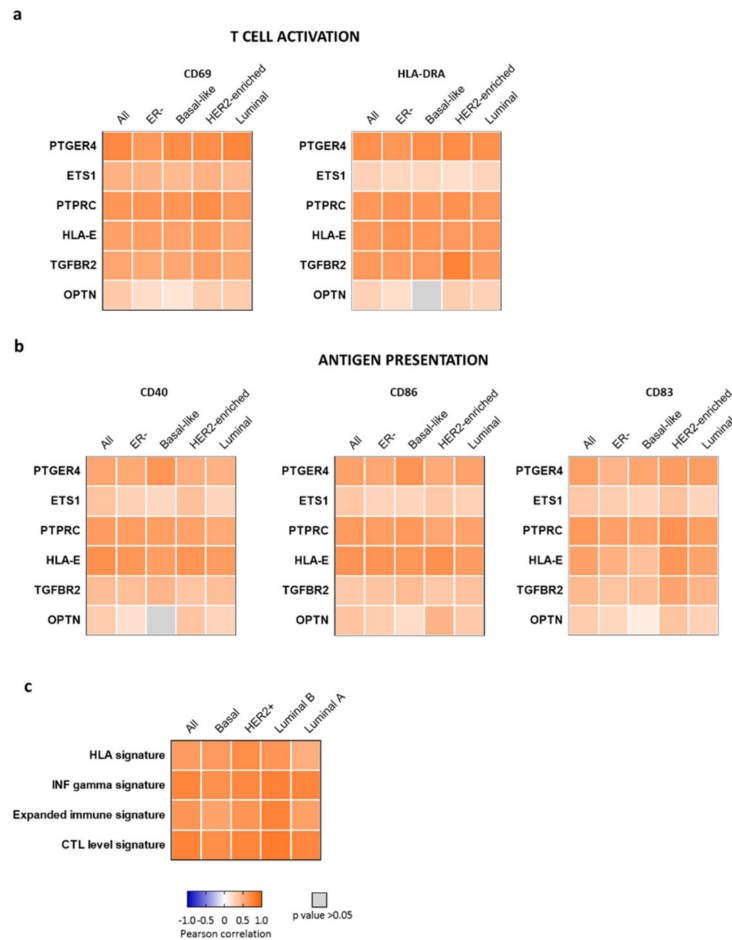 a
T CELL ACTIVATION
CD69 HLA-DRA
All ER- Basal-like HER2-enriched Luminal All ER- Basal-like HER2-enriched Luminal
PTGER4 PTGER4
ETS1 ETS1
PTPRC PTPRC
HLA-E HLA-E
TGFBR2 TGFBR2
OPTN OPTN
b
ANTIGEN PRESENTATION
CD40 CD86 CD83
All ER- Basal-like HER2-enriched Luminal All ER- Basal-like HER2-enriched Luminal All ER- Basal-like HER2-enriched Luminal
PTGER4 PTGER4 PTGER4
ETS1 ETS1 ETS1
PTPRC PTPRC PTPRC
HLA-E HLA-E HLA-E
TGFBR2 TGFBR2 TGFBR2
OPTN OPTN OPTN
c
All Basal HER2+ Luminal B Luminal A
HLA signature
INF gamma signature
Expanded immune signature
CTL level signature
-1.0 -0.5 0 0.5 1.0
Pearson correlation
p value >0.05